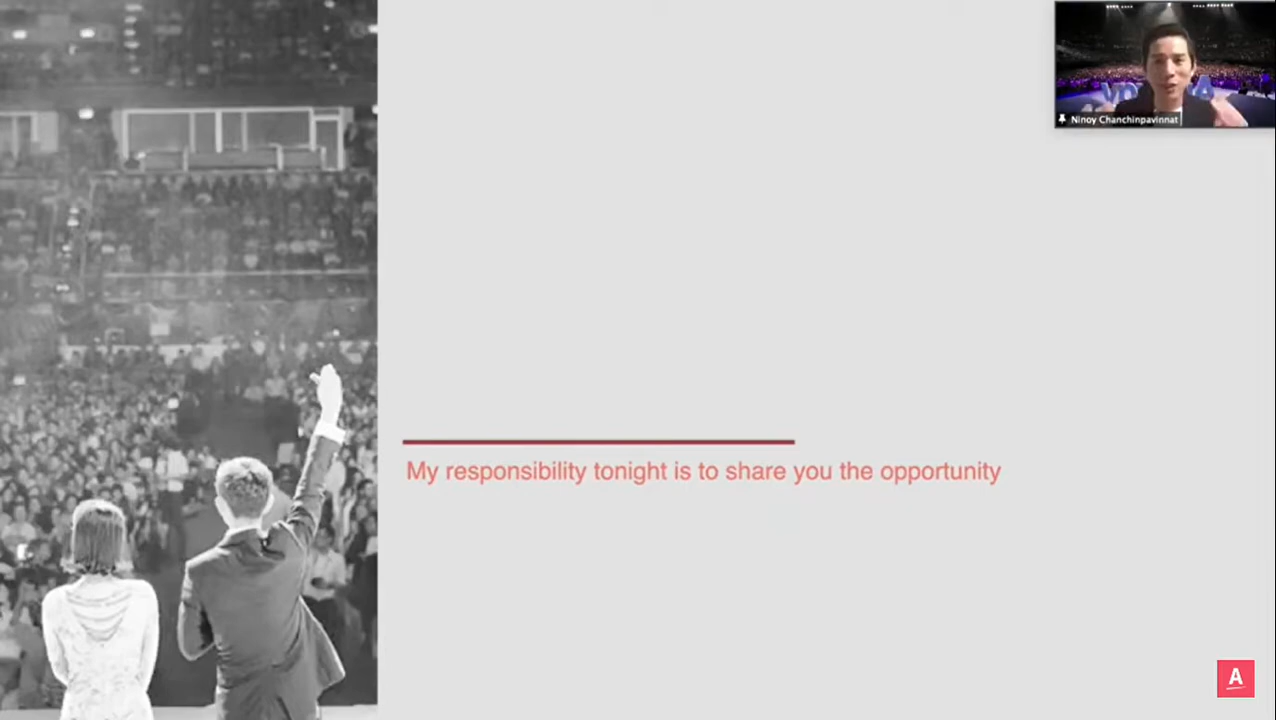 Ninoy Chanchinpavinnat
My responsibility tonight is to share you the opportunity
A